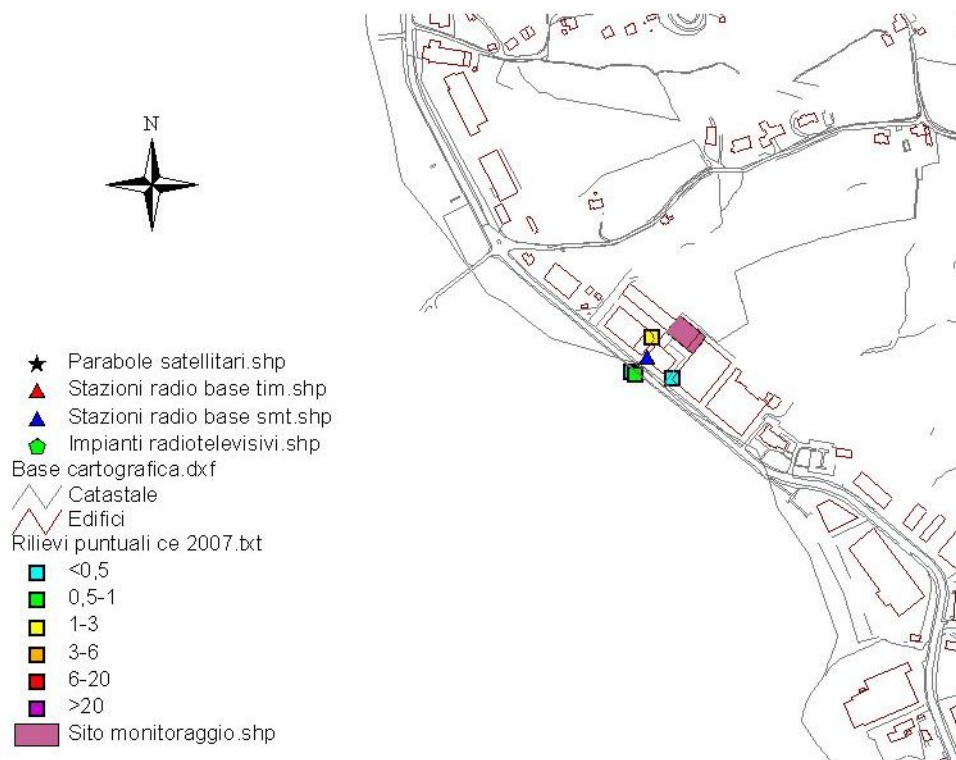 N
Parabole satellitari.shp
Stazioni radio base tim.shp
Stazioni radio base smt.shp
Impianti radiotelevisivi.shp
Base cartografica.dxf
Catastale
Edifici
Rilievi puntuali ce 2007.txt
<0,5
0,5-1
1-3
3-6
6-20
>20
Sito monitoraggio.shp